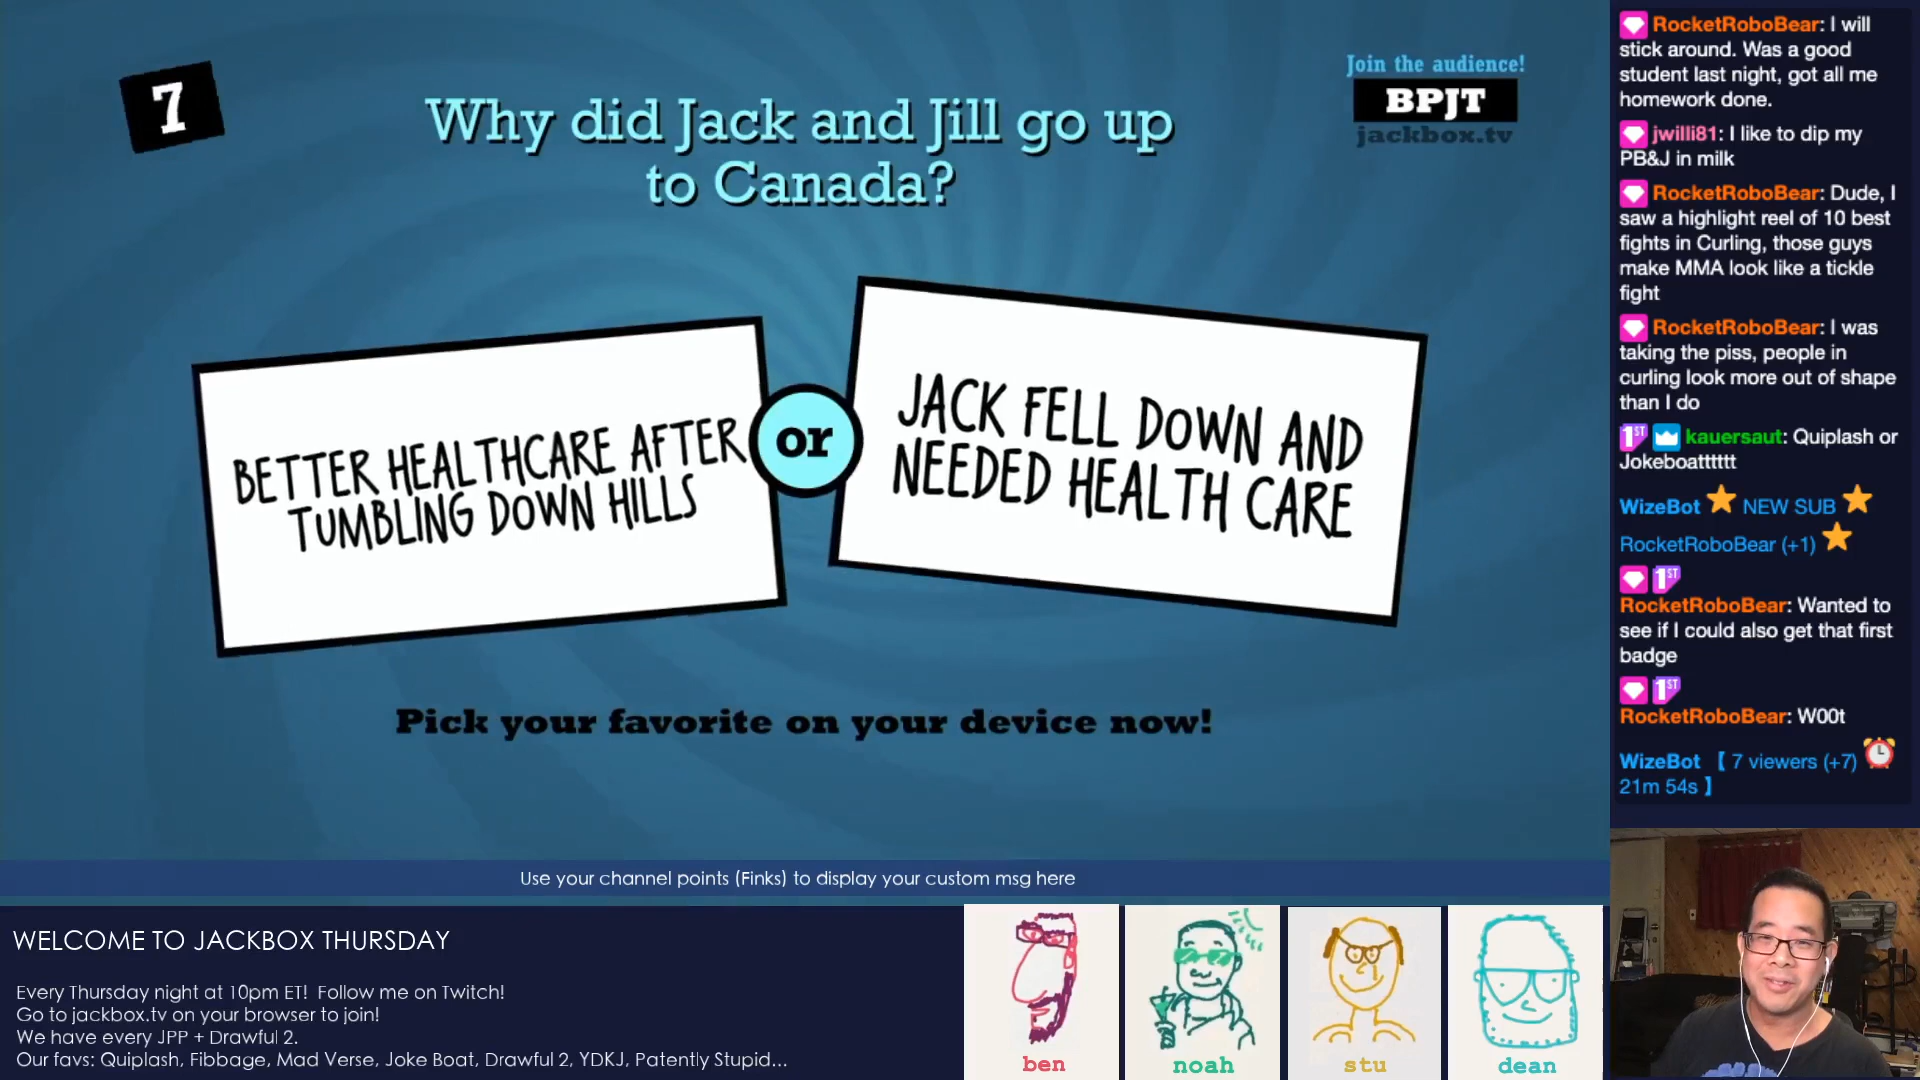 7
Why did Jack and Jill go up
to Canada?
Join the audience!
BPJT
jackbox.tv
BETTER HEALTHCARE AFTER
TUMBLING DOWN HILLS
or
JACK FELL DOWN AND
NEEDED HEALTH CARE
Pick your favorite on your device now!
Use your channel points (Finks) to display your custom msg here
WELCOME TO JACKBOX THURSDAY
Every Thursday night at 10pm ET! Follow me on Twitch!
Go to jackbox.tv on your browser to join!
We have every JPP + Drawful 2.
Our favs: Quiplash, Fibbage, Mad Verse, Joke Boat, Drawful 2, YDKJ, Patently Stupid...
ben
noah
stu
dean
RocketRoboBear: I will
stick around. Was a good
student last night, got all me
homework done.
jwilli81: I like to dip my
PB&J in milk
RocketRoboBear: Dude, I
saw a highlight reel of 10 best
fights in Curling, those guys
make MMA look like a tickle
fight
RocketRoboBear: I was
taking the piss, people in
curling look more out of shape
than I do
1ST kauersaut: Quiplash or
Jokeboatttttt
WizeBot NEW SUB
RocketRoboBear (+1)
1ST
RocketRoboBear: Wanted to
see if I could also get that first
badge
1ST
RocketRoboBear: W00t
WizeBot 【 7 viewers (+7)
21m 54s 】